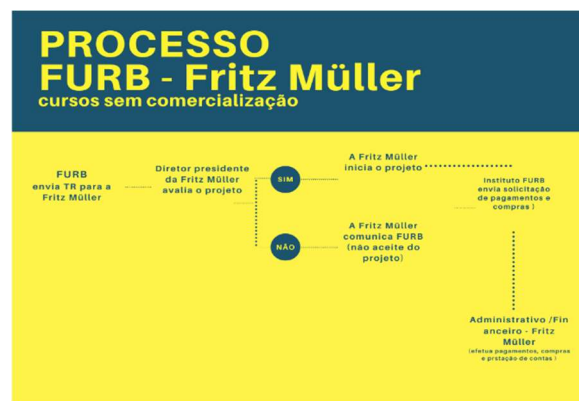 PROCESSO
FURB - Fritz Müller
cursos sem comercialização
FURB
envia TR para a
Fritz Müller
Diretor presidente
da Fritz Müller
avalia o projeto
SIM
A Fritz Müller
inicia o projeto
Instituto FURB
envia solicitação
de pagamentos e
compras )
NÃO
A Fritz Müller
comunica FURB
(não aceite do
projeto)
Administrativo /Fin
anceiro - Fritz
Müller
(efetua pagamentos, compras
e prstação de contas )